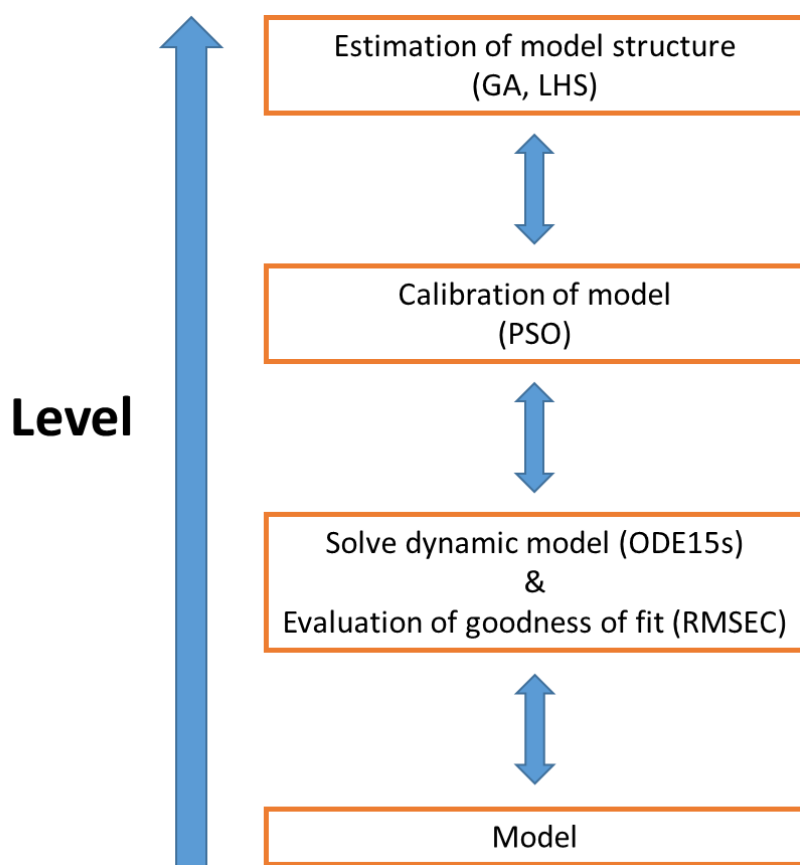 Estimation of model structure
(GA, LHS)
Calibration of model
(PSO)
Level
Solve dynamic model (ODE15s)
&
Evaluation of goodness of fit (RMSEC)
Model